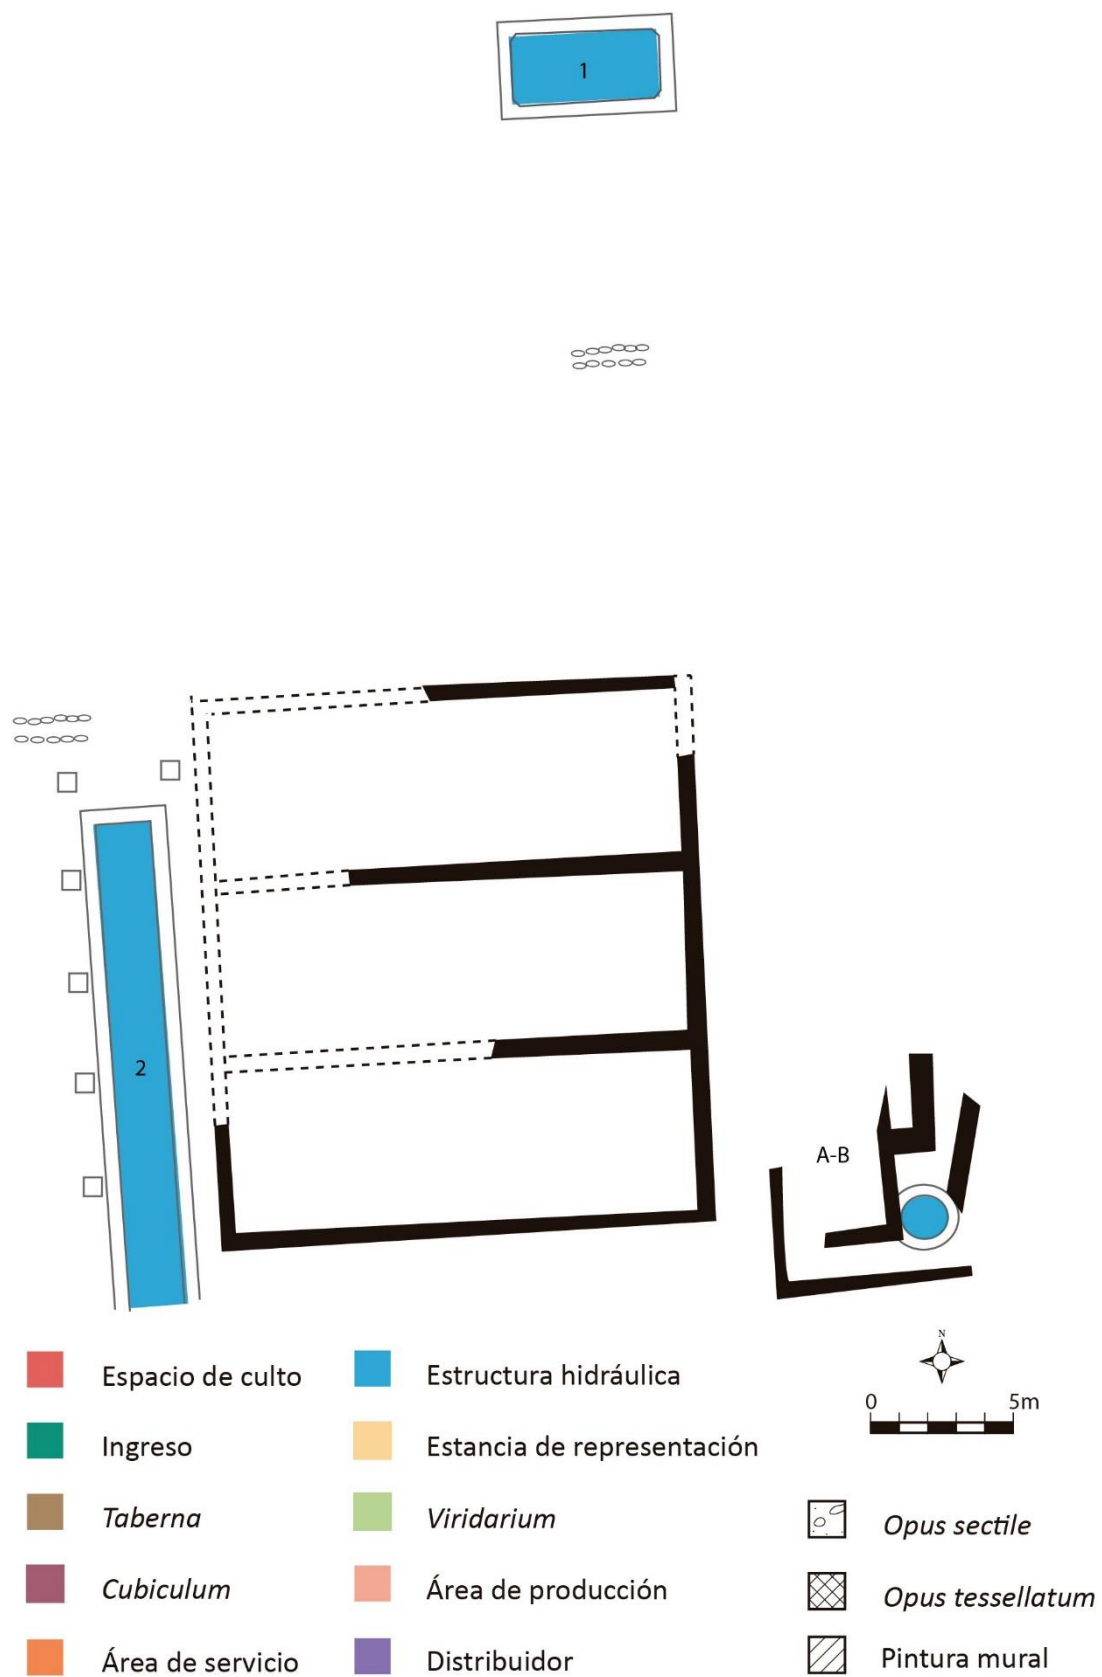 1
2
A-B
N
0 5m
Espacio de culto
Ingreso
Taberna
Cubiculum
Área de servicio
Estructura hidráulica
Estancia de representación
Viridarium
Área de producción
Distribuidor
Opus sectile
Opus tessellatum
Pintura mural